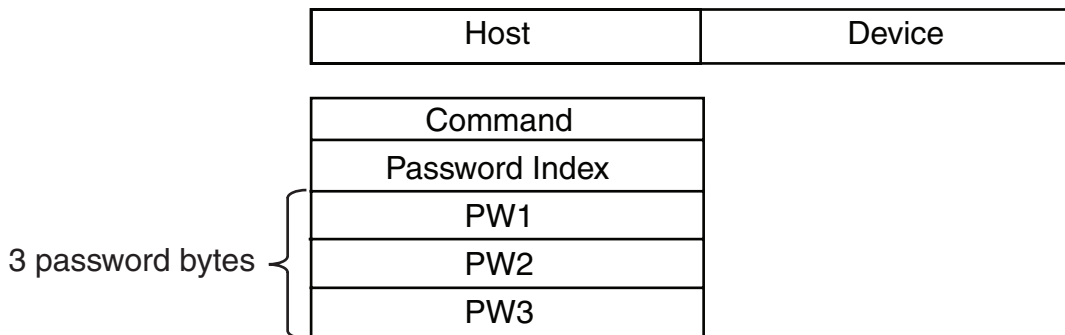 Host Device
Command
Password Index
PW1
3 password bytes
PW2
PW3